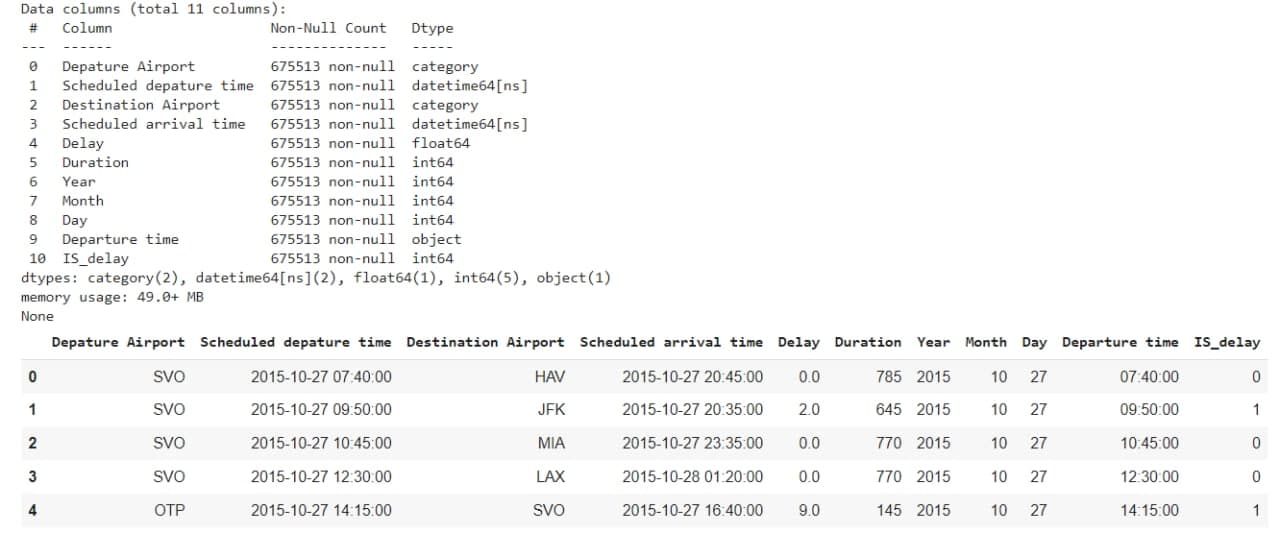 Data columns (total 11 columns):
#   Column                   Non-Null Count   Dtype
---  ------                   --------------   -----
0   Depature Airport         675513 non-null  category
1   Scheduled depature time  675513 non-null  datetime64[ns]
2   Destination Airport      675513 non-null  category
3   Scheduled arrival time   675513 non-null  datetime64[ns]
4   Delay                    675513 non-null  float64
5   Duration                 675513 non-null  int64
6   Year                     675513 non-null  int64
7   Month                    675513 non-null  int64
8   Day                      675513 non-null  int64
9   Departure time           675513 non-null  object
10  IS_delay                 675513 non-null  int64
dtypes: category(2), datetime64[ns](2), float64(1), int64(5), object(1)
memory usage: 49.0+ MB
None
Depature Airport Scheduled depature time Destination Airport Scheduled arrival time Delay Duration Year Month Day Departure time IS_delay
0 SVO 2015-10-27 07:40:00 HAV 2015-10-27 20:45:00 0.0 785 2015 10 27 07:40:00 0
1 SVO 2015-10-27 09:50:00 JFK 2015-10-27 20:35:00 2.0 645 2015 10 27 09:50:00 1
2 SVO 2015-10-27 10:45:00 MIA 2015-10-27 23:35:00 0.0 770 2015 10 27 10:45:00 0
3 SVO 2015-10-27 12:30:00 LAX 2015-10-28 01:20:00 0.0 770 2015 10 27 12:30:00 0
4 OTP 2015-10-27 14:15:00 SVO 2015-10-27 16:40:00 9.0 145 2015 10 27 14:15:00 1